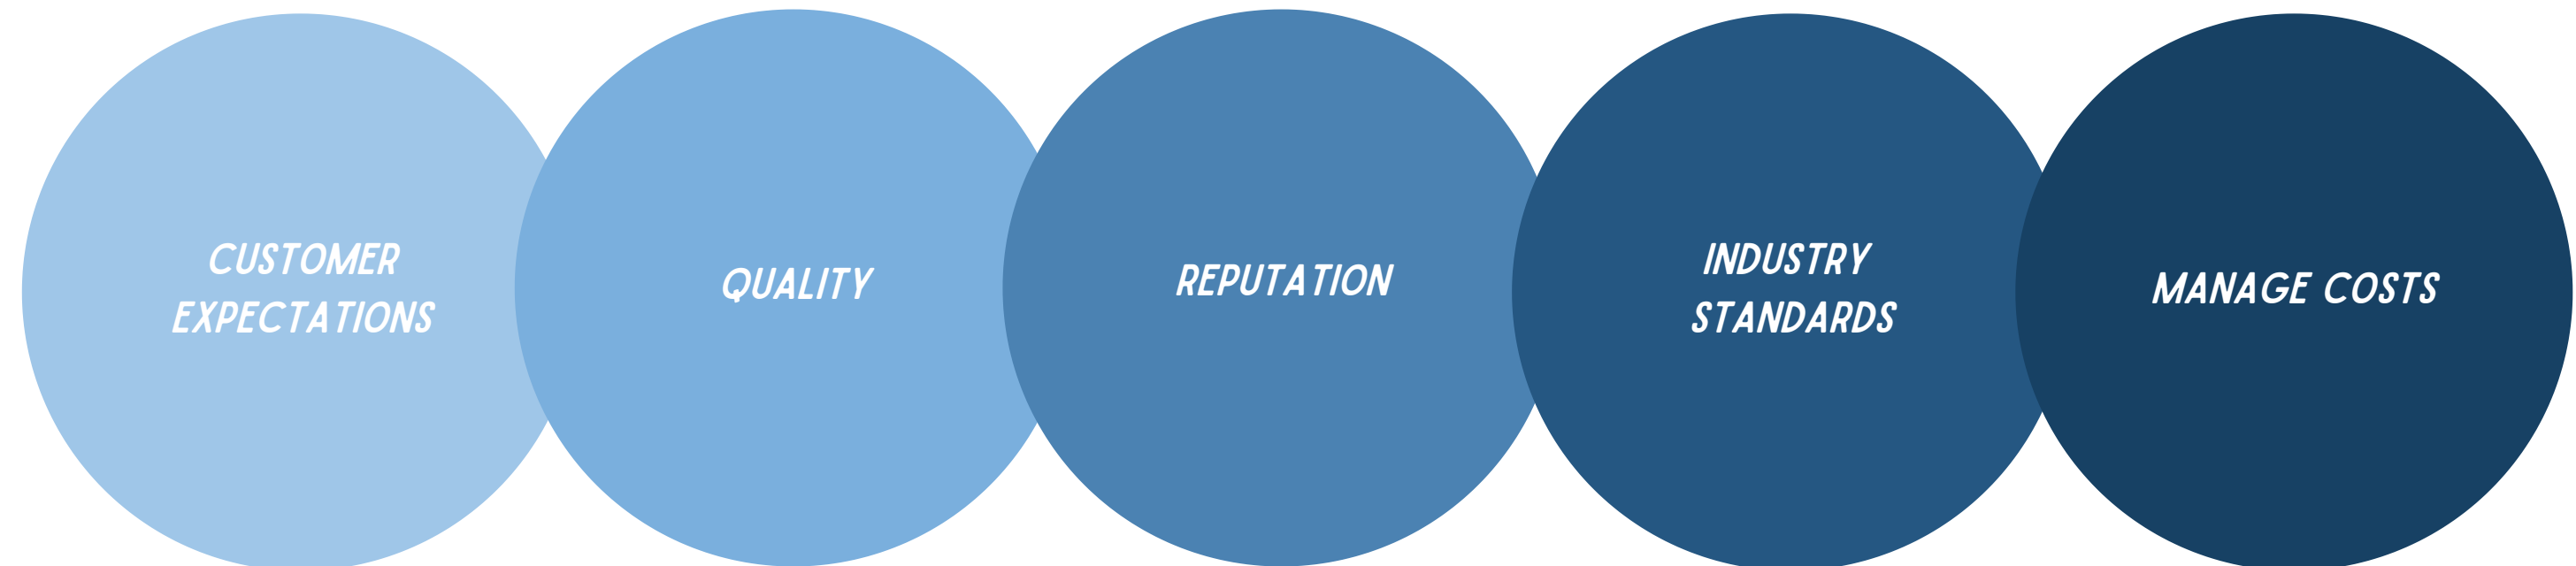 CUSTOMER
EXPECTATIONS
QUALITY
REPUTATION
INDUSTRY
STANDARDS
MANAGE COSTS